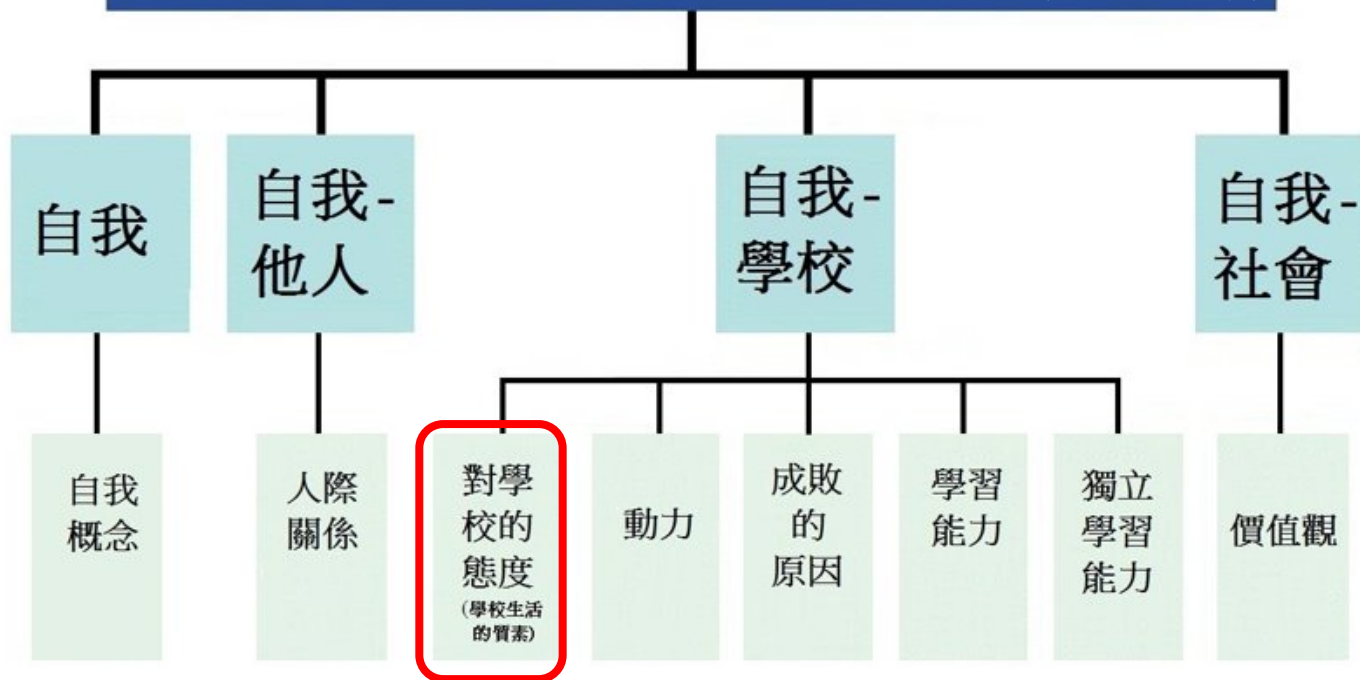 自我
自我-
他人
自我-
學校
自我-
社會
自我
概念
人際
關係
對學
校的
態度
(學校生活
的質素)
動力
成敗
的
原因
學習
能力
獨立
學習
能力
價值觀